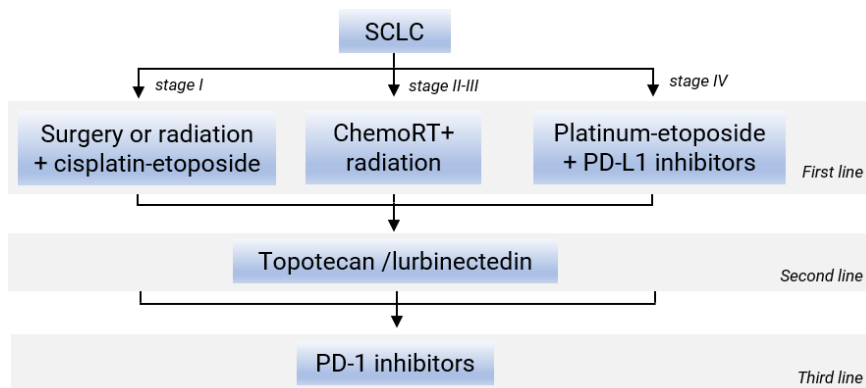 SCLC
stage I
stage II-III
stage IV
Surgery or radiation
+ cisplatin-etoposide
ChemoRT+
radiation
Platinum-etoposide
+ PD-L1 inhibitors
First line
Topotecan /lurbinectedin
Second line
PD-1 inhibitors
Third line